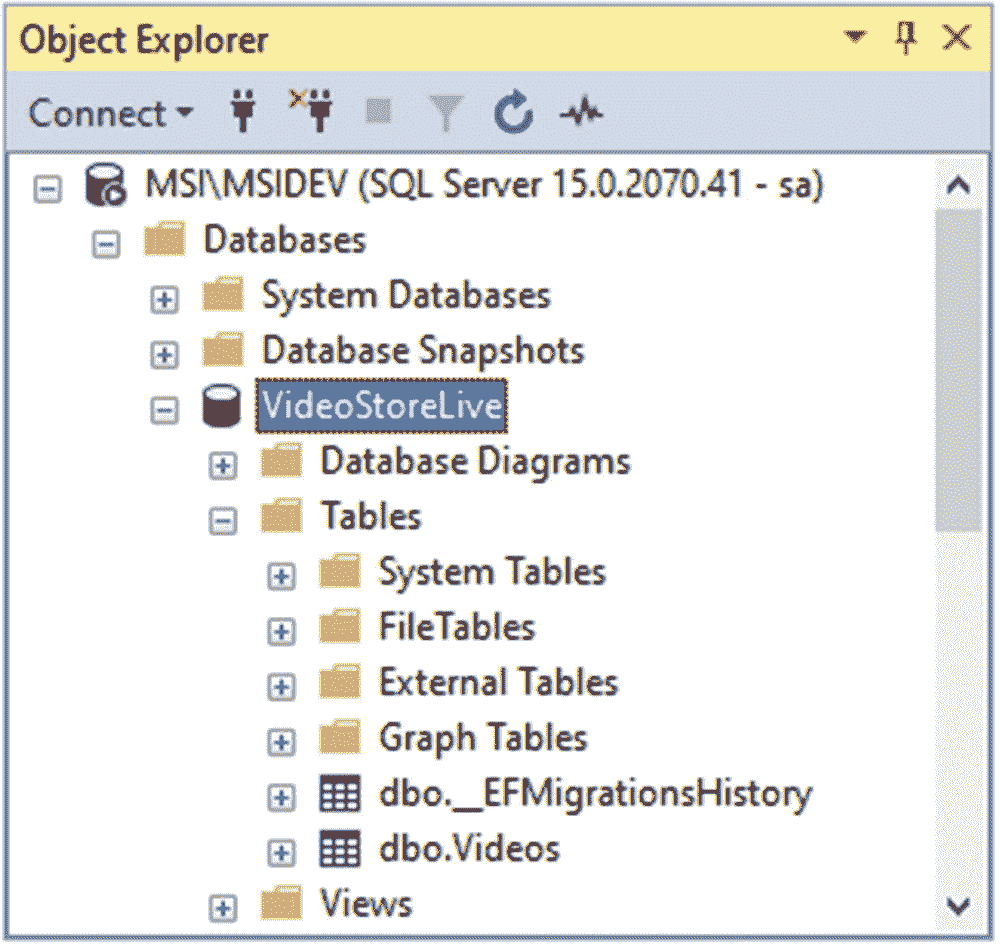 Object Explorer
Connect
MSI\MSIDEV (SQL Server 15.0.2070.41 - sa)
Databases
System Databases
Database Snapshots
VideoStoreLive
Database Diagrams
Tables
System Tables
FileTables
External Tables
Graph Tables
dbo.__EFMigrationsHistory
dbo.Videos
Views